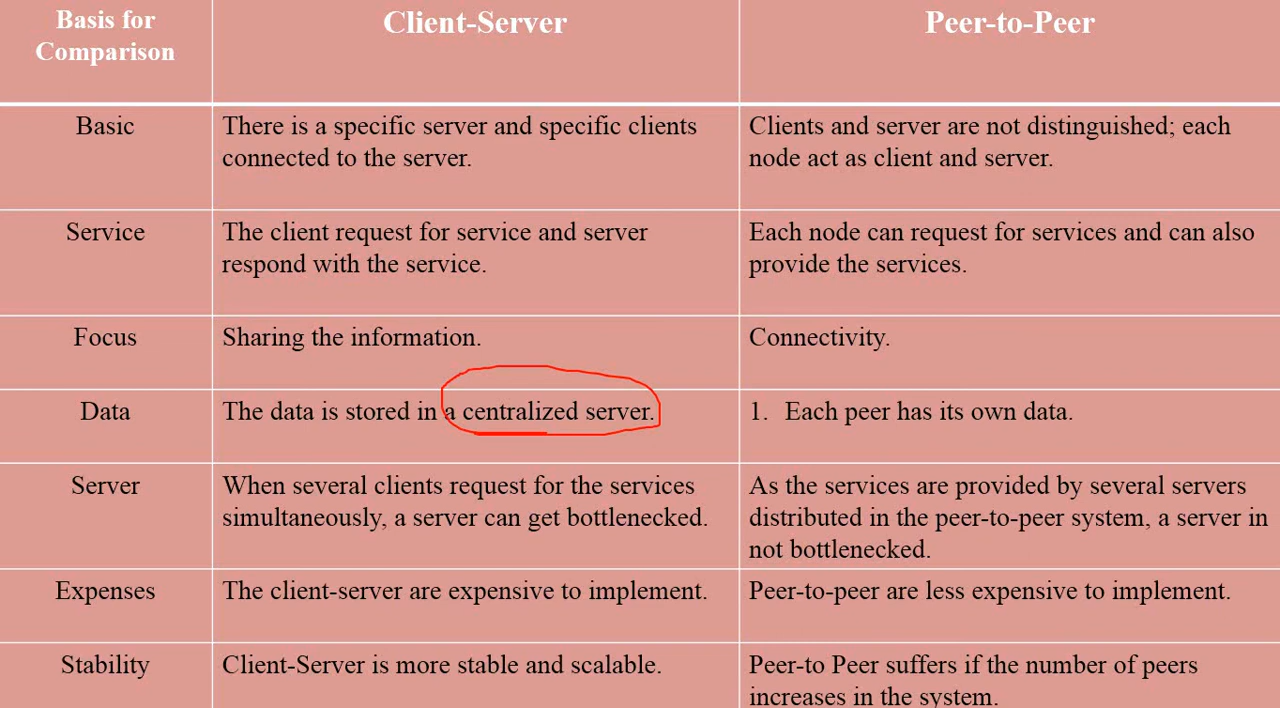 Basis for
Comparison
Client-Server
Peer-to-Peer
Basic
There is a specific server and specific clients
connected to the server.
Clients and server are not distinguished; each
node act as client and server.
Service
The client request for service and server
respond with the service.
Each node can request for services and can also
provide the services.
Focus
Sharing the information.
Connectivity.
Data
The data is stored in a centralized server.
1. Each peer has its own data.
Server
When several clients request for the services
simultaneously, a server can get bottlenecked.
As the services are provided by several servers
distributed in the peer-to-peer system, a server in
not bottlenecked.
Expenses
The client-server are expensive to implement.
Peer-to-peer are less expensive to implement.
Stability
Client-Server is more stable and scalable.
Peer-to Peer suffers if the number of peers
increases in the system.